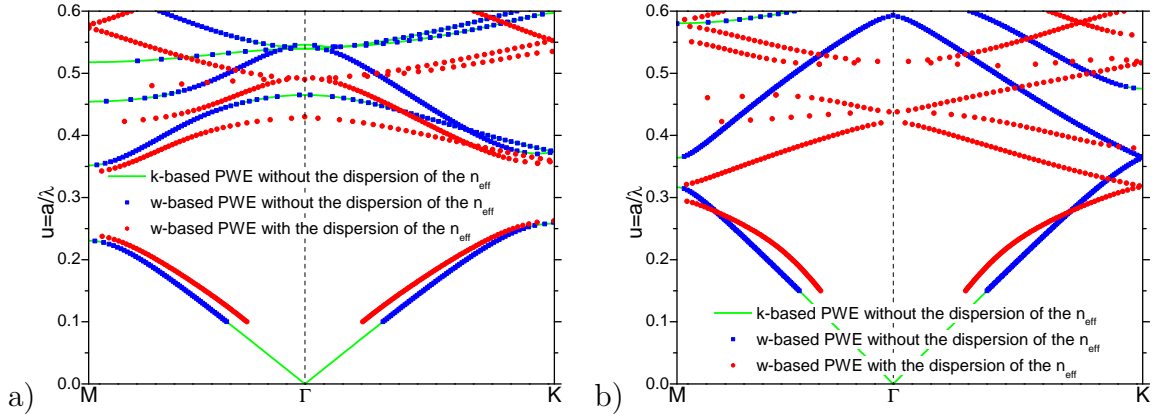 0.6
0.5
0.4
0.3
0.2
0.1
0.0
u=a/λ
k-based PWE without the dispersion of the n_eff
w-based PWE without the dispersion of the n_eff
w-based PWE with the dispersion of the n_eff
M Γ K
a)
0.6
0.5
0.4
0.3
0.2
0.1
0.0
u=a/λ
k-based PWE without the dispersion of the n_eff
w-based PWE without the dispersion of the n_eff
w-based PWE with the dispersion of the n_eff
M Γ K
b)